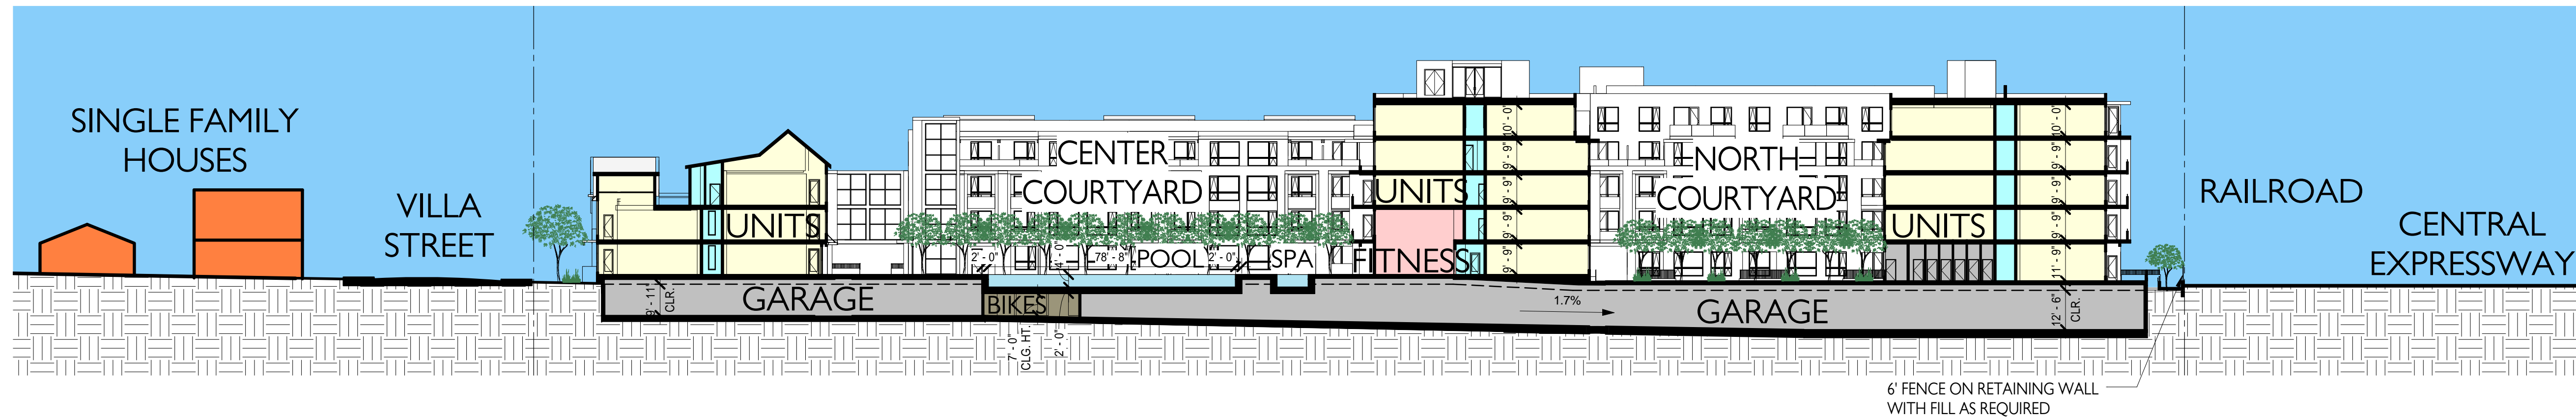 SINGLE FAMILY
HOUSES
VILLA
STREET
UNITS
CENTER
COURTYARD
2' - 0"
4' - 0"
78' - 8"
POOL
2' - 0"
SPA
UNITS
FITNESS
10' - 0"
9' - 9"
9' - 9"
9' - 9"
9' - 9"
NORTH
COURTYARD
UNITS
10' - 0"
9' - 9"
9' - 9"
9' - 9"
11' - 9"
RAILROAD
CENTRAL
EXPRESSWAY
9' - 11"
CLR.
GARAGE
BIKES
7' - 0"
CLG. HT.
2' - 0"
1.7%
GARAGE
12' - 6"
CLR.
6' FENCE ON RETAINING WALL
WITH FILL AS REQUIRED